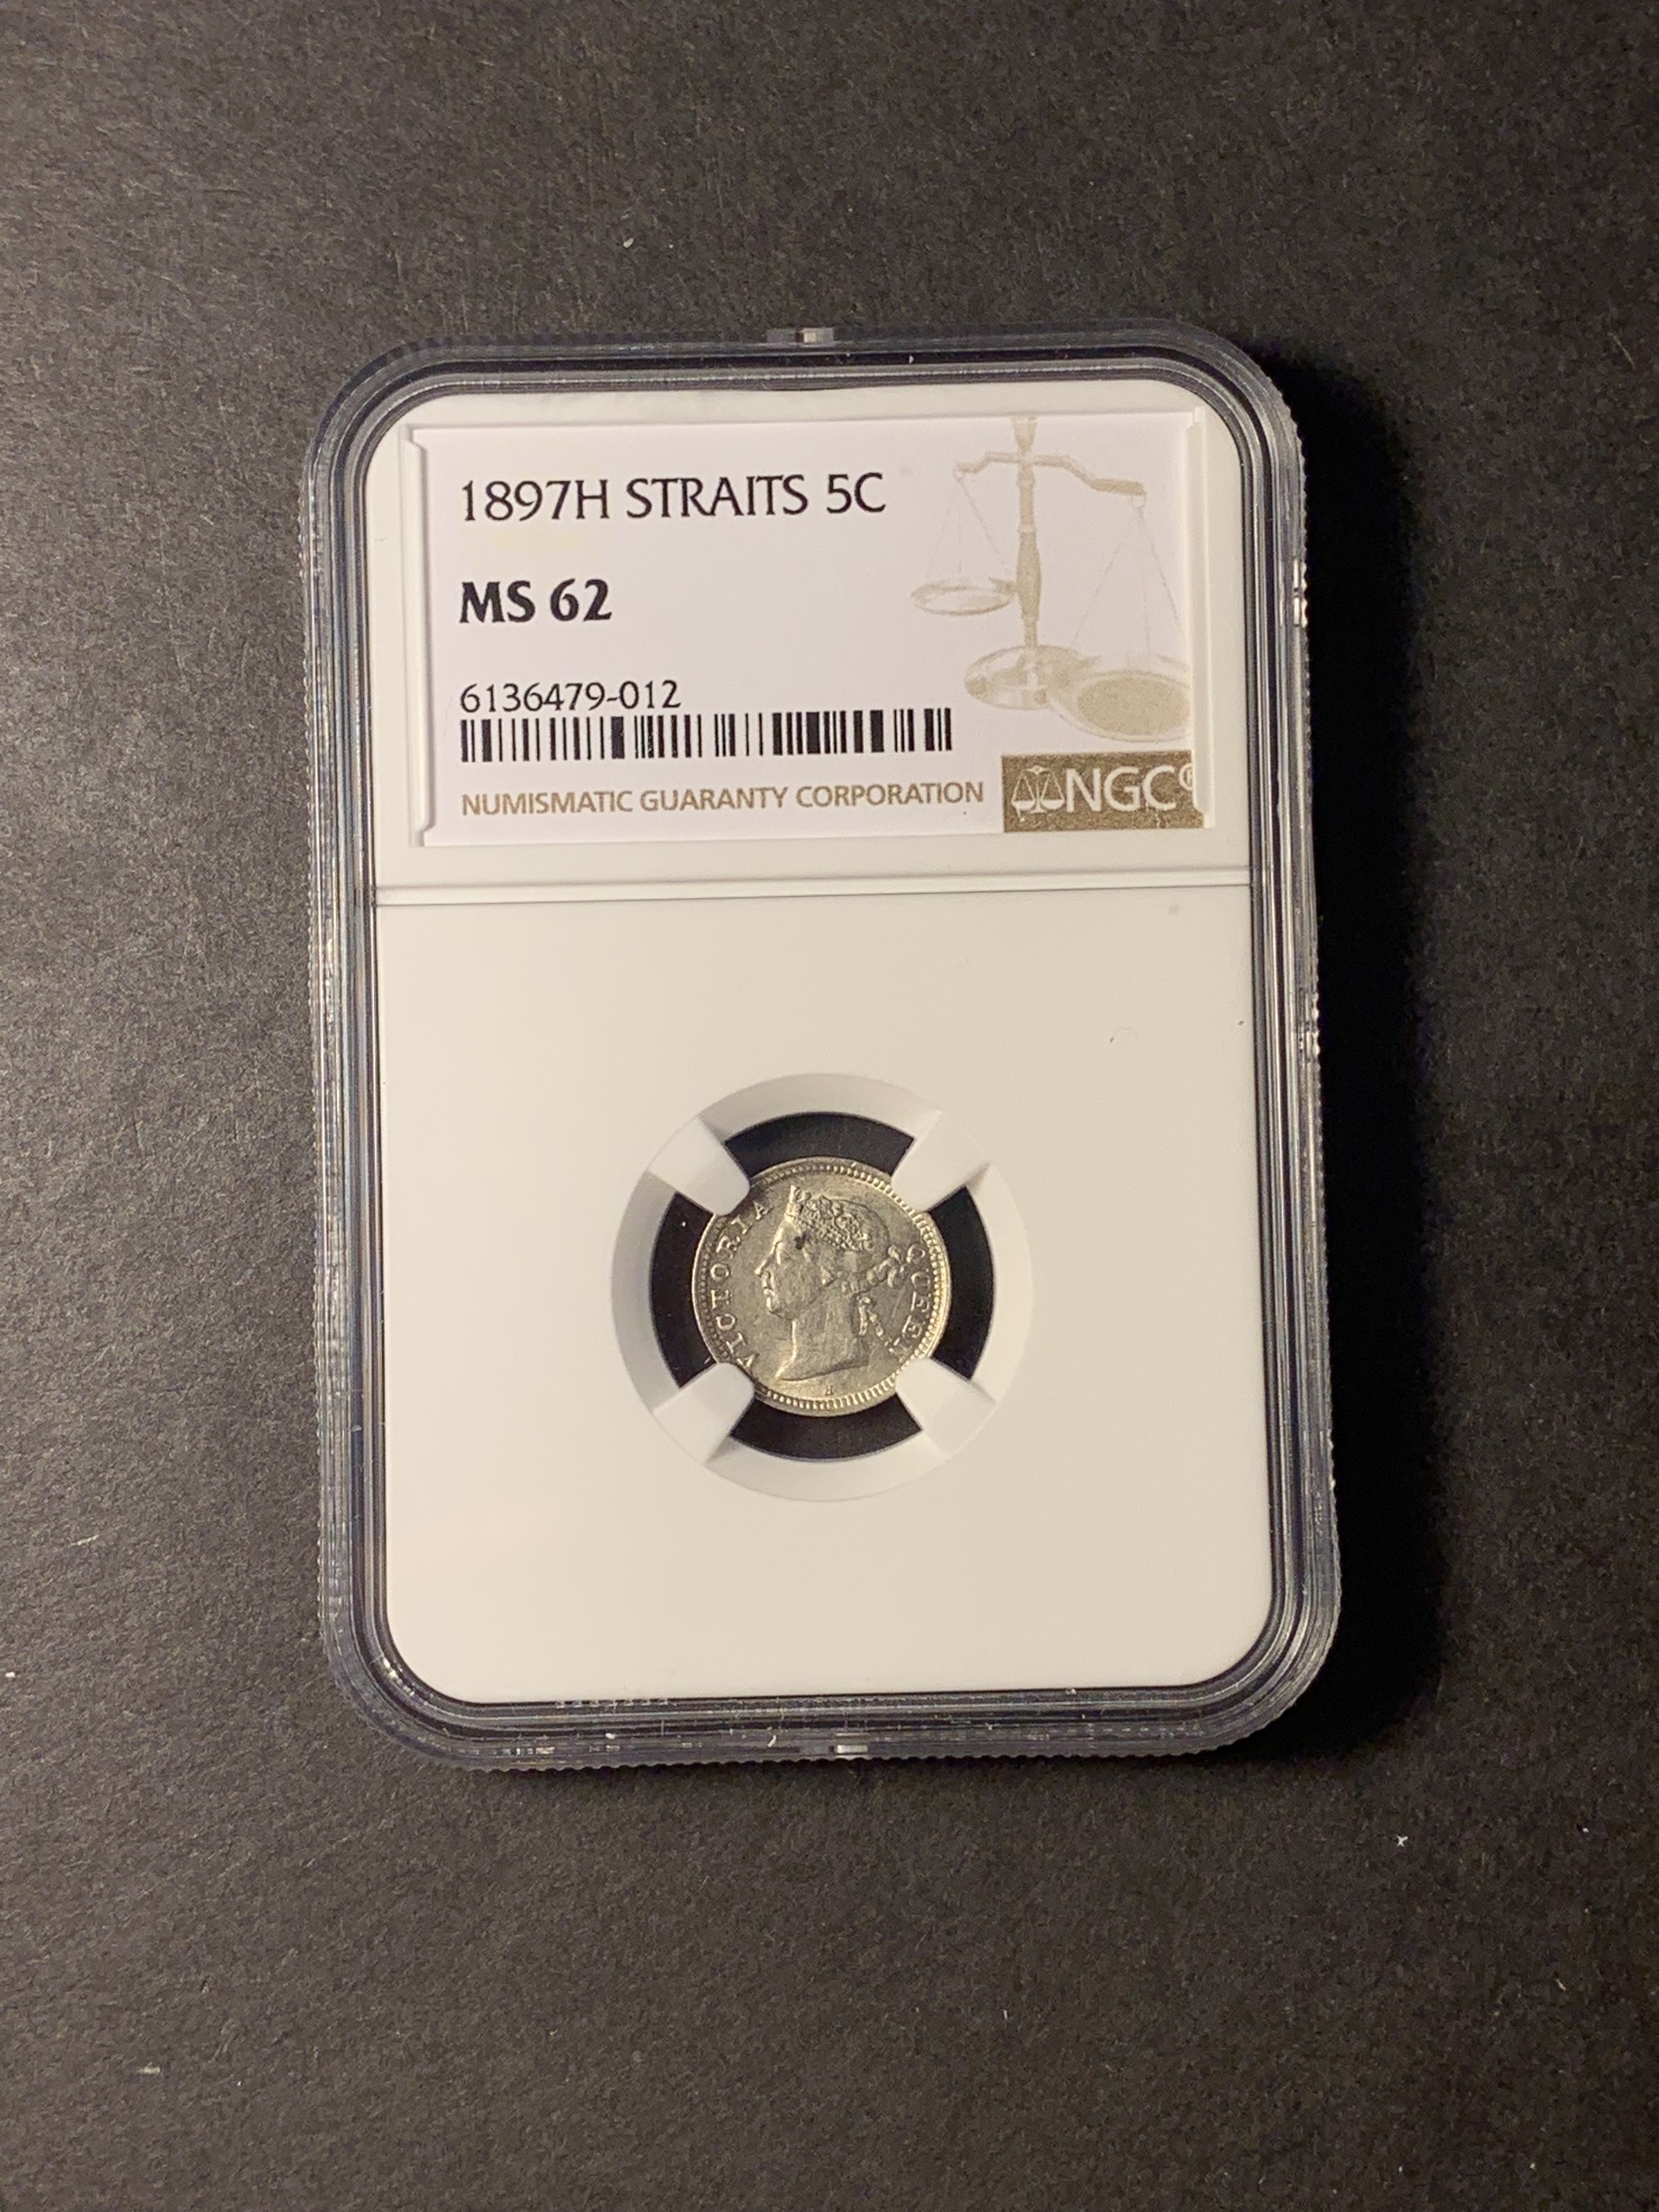 1897H STRAITS 5C
MS 62
6136479-012
NUMISMATIC GUARANTY CORPORATION
NGC®
VICTORIA QUEEN
H